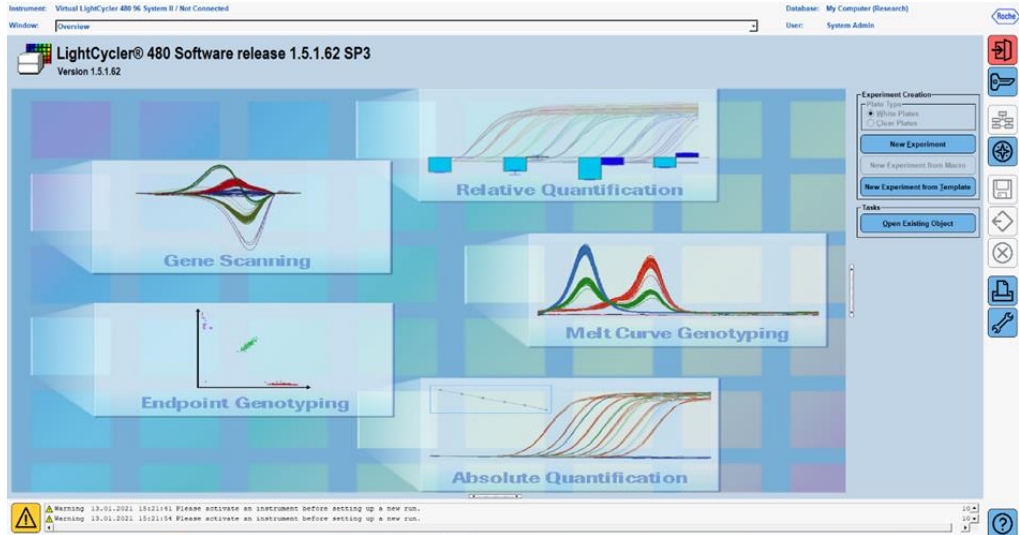 Instrument: Virtual LightCycler 480 96 System II / Not Connected
Database: My Computer (Research)
Window: Overview
User: System Admin
Roche
LightCycler® 480 Software release 1.5.1.62 SP3
Version 1.5.1.62
Experiment Creation
Plate Type
White Plates
Clear Plates
New Experiment
New Experiment from Macro
New Experiment from Template
Tasks
Open Existing Object
Relative Quantification
Gene Scanning
Melt Curve Genotyping
Endpoint Genotyping
Absolute Quantification
Warning 13.01.2021 15:21:41 Please activate an instrument before setting up a new run.
Warning 13.01.2021 15:21:54 Please activate an instrument before setting up a new run.